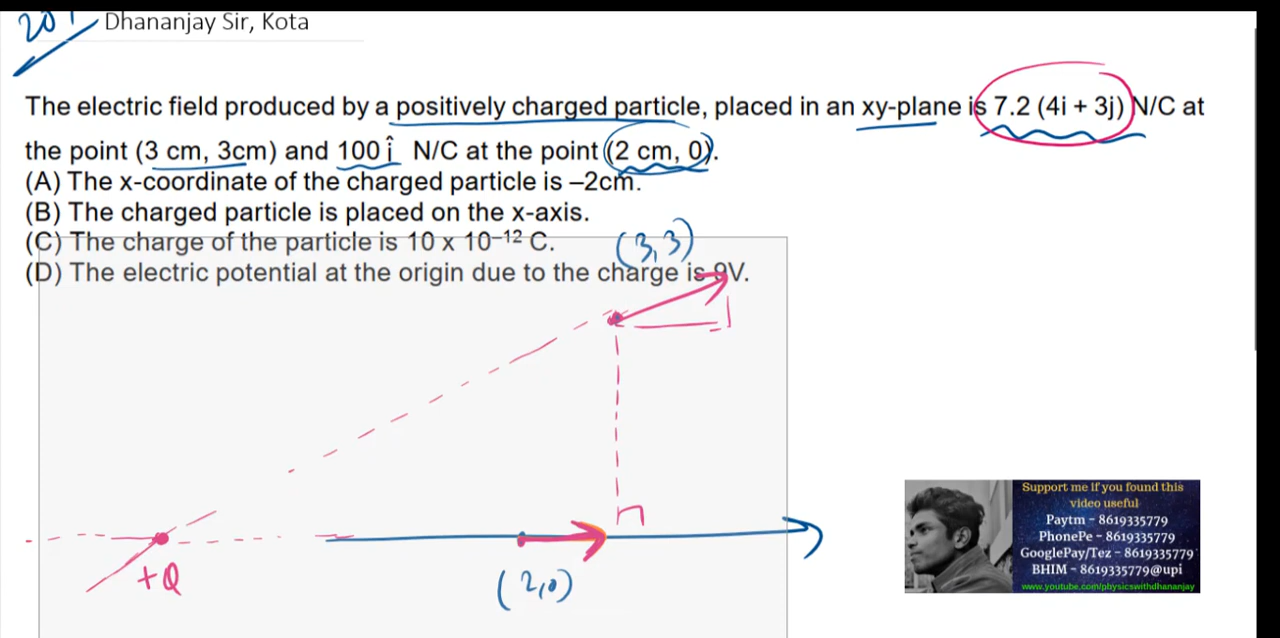 201
Dhananjay Sir, Kota
The electric field produced by a positively charged particle, placed in an xy-plane is 7.2 (4i + 3j) N/C at
the point (3 cm, 3cm) and 100 î N/C at the point (2 cm, 0).
(A) The x-coordinate of the charged particle is –2cm.
(B) The charged particle is placed on the x-axis.
(C) The charge of the particle is 10 x 10⁻¹² C.
(D) The electric potential at the origin due to the charge is 9V.
(3,3)
+Q
(2,0)
Support me if you found this
video useful
Paytm – 8619335779
PhonePe – 8619335779
GooglePay/Tez – 8619335779
BHIM – 8619335779@upi
www.youtube.com/physicswithdhananjay